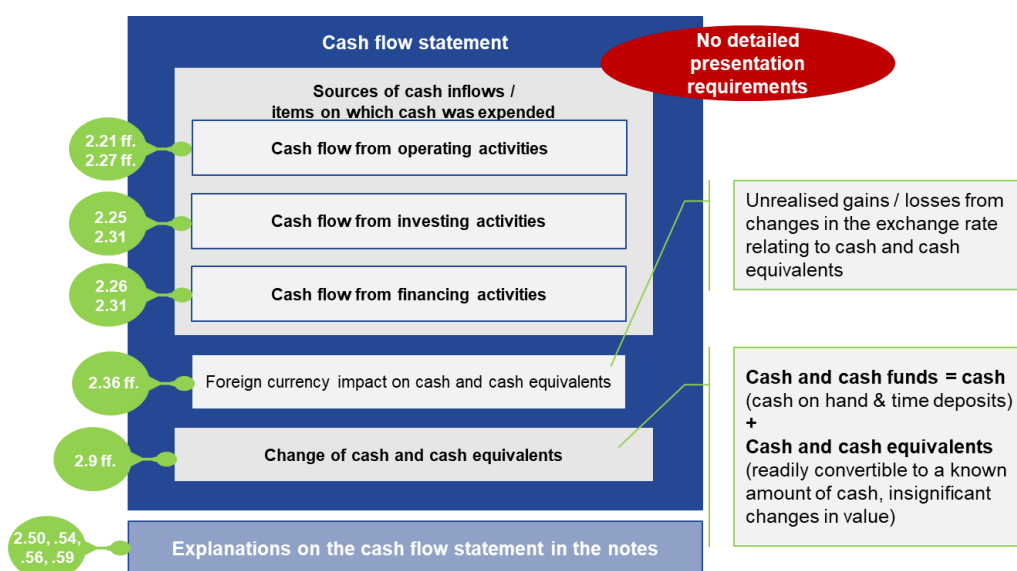 Cash flow statement
No detailed
presentation
requirements
Sources of cash inflows /
items on which cash was expended
2.21 ff.
2.27 ff.
Cash flow from operating activities
2.25
2.31
Cash flow from investing activities
2.26
2.31
Cash flow from financing activities
2.36 ff.
Foreign currency impact on cash and cash equivalents
2.9 ff.
Change of cash and cash equivalents
2.50, .54,
.56, .59
Explanations on the cash flow statement in the notes
Unrealised gains / losses from
changes in the exchange rate
relating to cash and cash
equivalents
Cash and cash funds = cash
(cash on hand & time deposits)
+
Cash and cash equivalents
(readily convertible to a known
amount of cash, insignificant
changes in value)